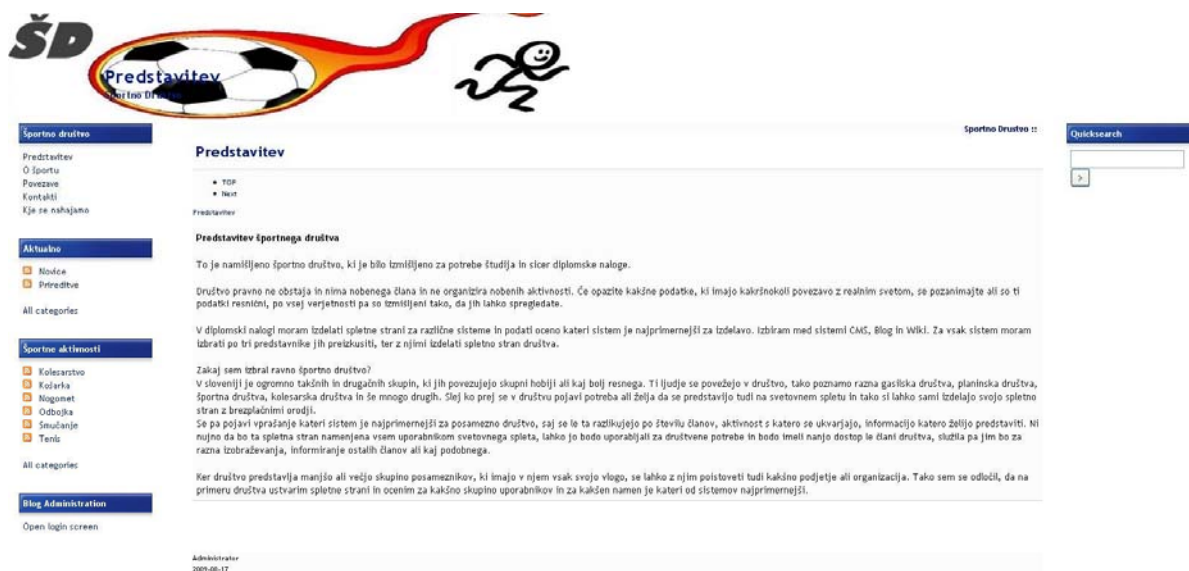 ŠD
Predstavitev
Športno Društvo
Športno društvo
Predstavitev
O športu
Povezave
Kontakti
Kje se nahajamo
Aktualno
Novice
Prireditve
All categories
Športne aktivnosti
Kolesarstvo
Košarka
Nogomet
Odbojka
Smučanje
Tenis
All categories
Blog Administration
Open login screen
Športno Društvo ::
Predstavitev
TOP
Next
Predstavitev
Predstavitev športnega društva
To je namišljeno športno društvo, ki je bilo izmišljeno za potrebe študija in sicer diplomske naloge.
Društvo pravno ne obstaja in nima nobenega člana in ne organizira nobenih aktivnosti. Če opazite kakšne podatke, ki imajo kakršnokoli povezavo z realnim svetom, se pozanimajte ali so ti
podatki resnični, po vsej verjetnosti pa so izmišljeni tako, da jih lahko spregledate.
V diplomski nalogi moram izdelati spletne strani za različne sisteme in podati oceno kateri sistem je najprimernejši za izdelavo. Izbiram med sistemi CMS, Blog in Wiki. Za vsak sistem moram
izbrati po tri predstavnike jih preizkusiti, ter z njimi izdelati spletno stran društva.
Zakaj sem izbral ravno športno društvo?
V sloveniji je ogromno takšnih in drugačnih skupin, ki jih povezujejo skupni hobiji ali kaj bolj resnega. Ti ljudje se povežejo v društvo, tako poznamo razna gasilska društva, planinska društva,
športna društva, kolesarska društva in še mnogo drugih. Slej ko prej se v društvu pojavi potreba ali želja da se predstavijo tudi na svetovnem spletu in tako si lahko sami izdelajo svojo spletno
stran z brezplačnimi orodji.
Se pa pojavi vprašanje kateri sistem je najprimernejši za posamezno društvo, saj se le ta razlikujejo po številu članov, aktivnost s katero se ukvarjajo, informacijo katero želijo predstaviti. Ni
nujno da bo ta spletna stran namenjena vsem uporabnikom svetovnega spleta, lahko jo bodo uporabljali za društvene potrebe in bodo imeli nanjo dostop le člani društva, služila pa jim bo za
razna izobraževanja, informiranje ostalih članov ali kaj podobnega.
Ker društvo predstavlja manjšo ali večjo skupino posameznikov, ki imajo v njem vsak svojo vlogo, se lahko z njim poistoveti tudi kakšno podjetje ali organizacija. Tako sem se odločil, da na
primeru društva ustvarim spletne strani in ocenim za kakšno skupino uporabnikov in za kakšen namen je kateri od sistemov najprimernejši.
Administrator
2009-08-17
Quicksearch
>